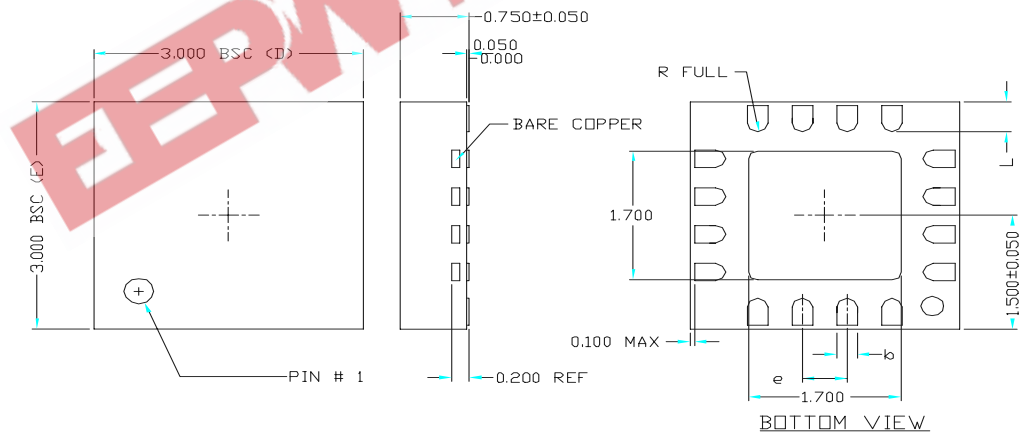 0.750±0.050
3.000 BSC (D)
0.050
0.000
R FULL
BARE COPPER
EEPW
3.000 BSC (E)
1.700
L
1.500±0.050
0.100 MAX
b
PIN # 1
0.200 REF
e
1.700
BOTTOM VIEW